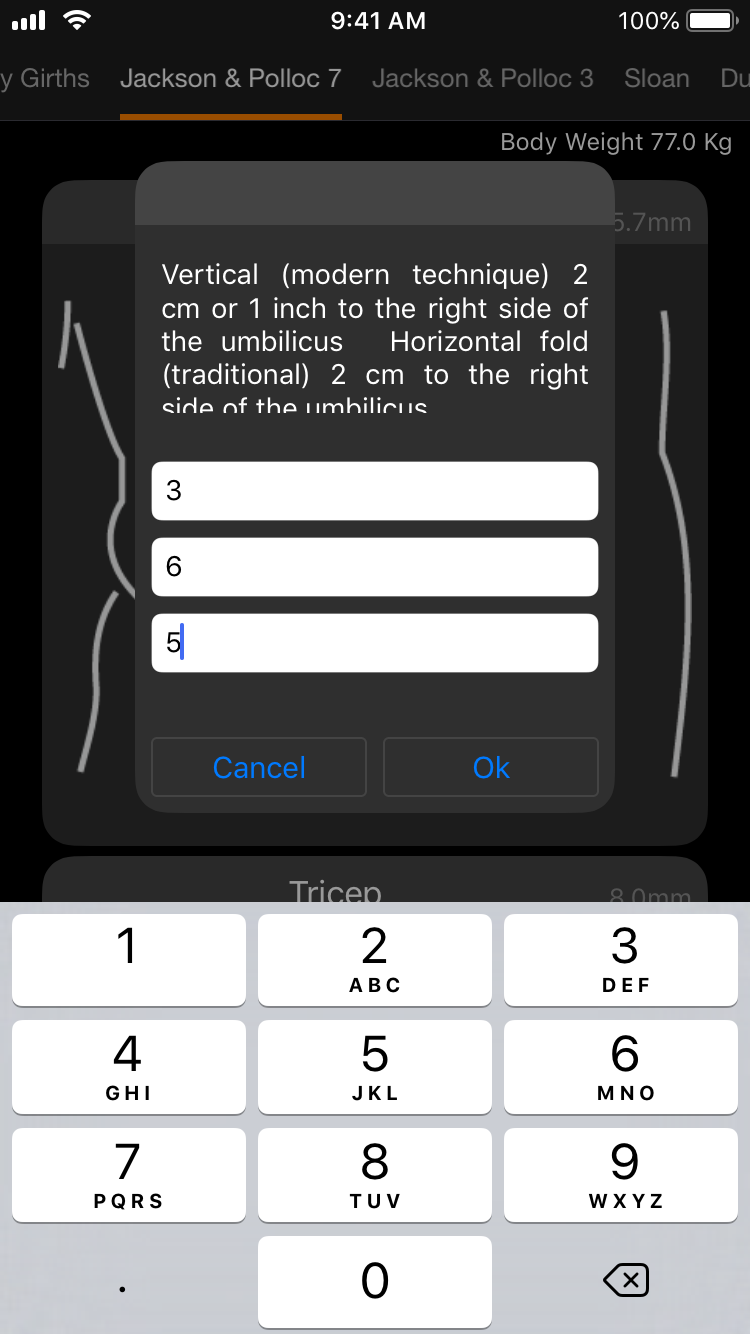 9:41 AM
100%
y Girths
Jackson & Polloc 7
Jackson & Polloc 3
Sloan
Du
Body Weight 77.0 Kg
5.7mm
Vertical (modern technique) 2
cm or 1 inch to the right side of
the umbilicus Horizontal fold
(traditional) 2 cm to the right
side of the umbilicus
3
6
5
Cancel
Ok
Tricep
8.0mm
1
2
ABC
3
DEF
4
GHI
5
JKL
6
MNO
7
PQRS
8
TUV
9
WXYZ
.
0